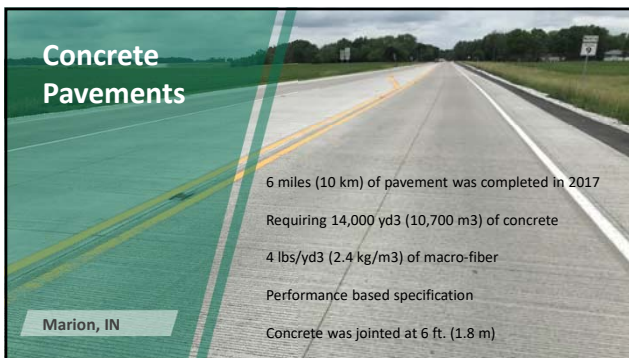 Concrete
Pavements
6 miles (10 km) of pavement was completed in 2017
Requiring 14,000 yd3 (10,700 m3) of concrete
4 lbs/yd3 (2.4 kg/m3) of macro-fiber
Performance based specification
Concrete was jointed at 6 ft. (1.8 m)
Marion, IN
9